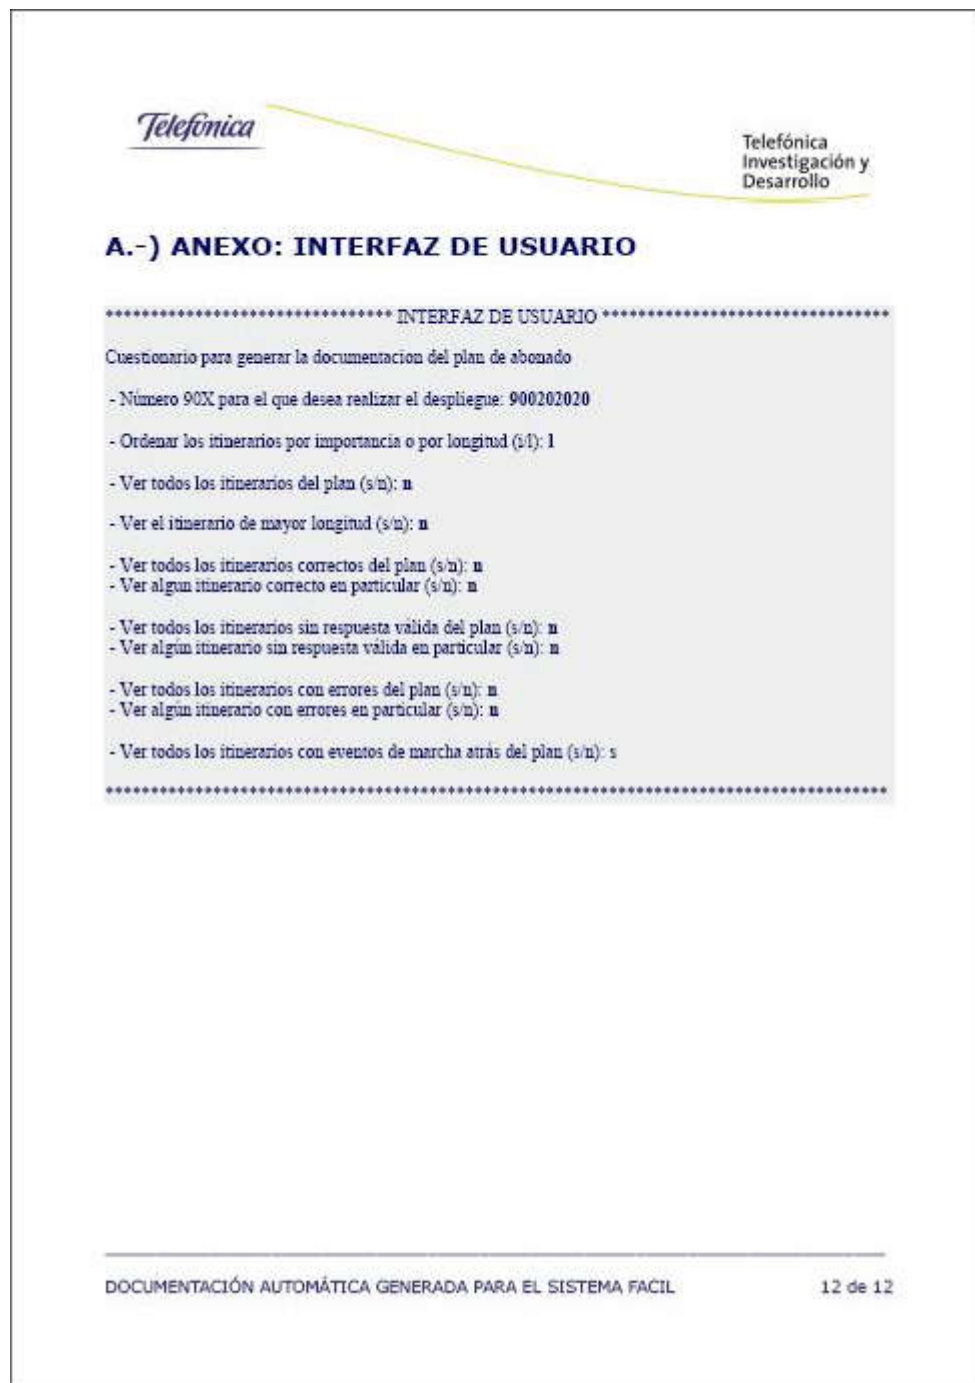 Telefónica
Telefónica
Investigación y
Desarrollo
A.-) ANEXO: INTERFAZ DE USUARIO
******************************** INTERFAZ DE USUARIO ********************************
Cuestionario para generar la documentacion del plan de abonado
- Número 90X para el que desea realizar el despliegue: 900202020
- Ordenar los itinerarios por importancia o por longitud (i/l): l
- Ver todos los itinerarios del plan (s/n): n
- Ver el itinerario de mayor longitud (s/n): n
- Ver todos los itinerarios correctos del plan (s/n): n
- Ver algun itinerario correcto en particular (s/n): n
- Ver todos los itinerarios sin respuesta válida del plan (s/n): n
- Ver algún itinerario sin respuesta válida en particular (s/n): n
- Ver todos los itinerarios con errores del plan (s/n): n
- Ver algún itinerario con errores en particular (s/n): n
- Ver todos los itinerarios con eventos de marcha atrás del plan (s/n): s
****************************************************************************************
DOCUMENTACIÓN AUTOMÁTICA GENERADA PARA EL SISTEMA FACIL 12 de 12